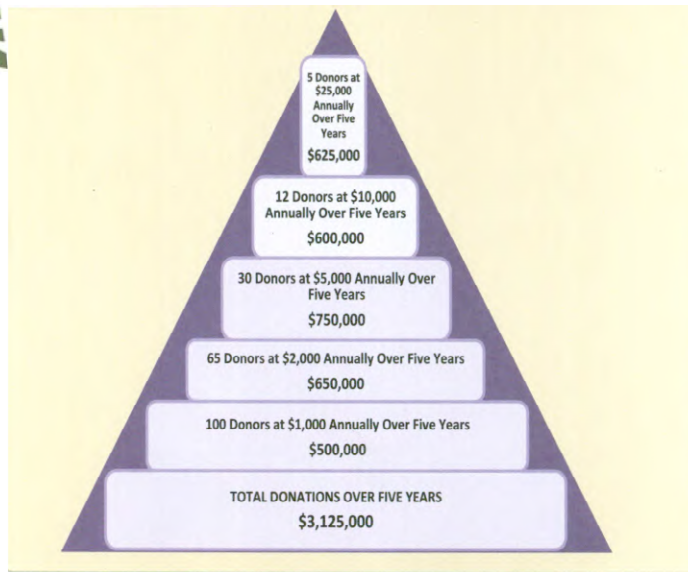 5 Donors at
$25,000
Annually
Over Five
Years
$625,000
12 Donors at $10,000
Annually Over Five Years
$600,000
30 Donors at $5,000 Annually Over
Five Years
$750,000
65 Donors at $2,000 Annually Over Five Years
$650,000
100 Donors at $1,000 Annually Over Five Years
$500,000
TOTAL DONATIONS OVER FIVE YEARS
$3,125,000